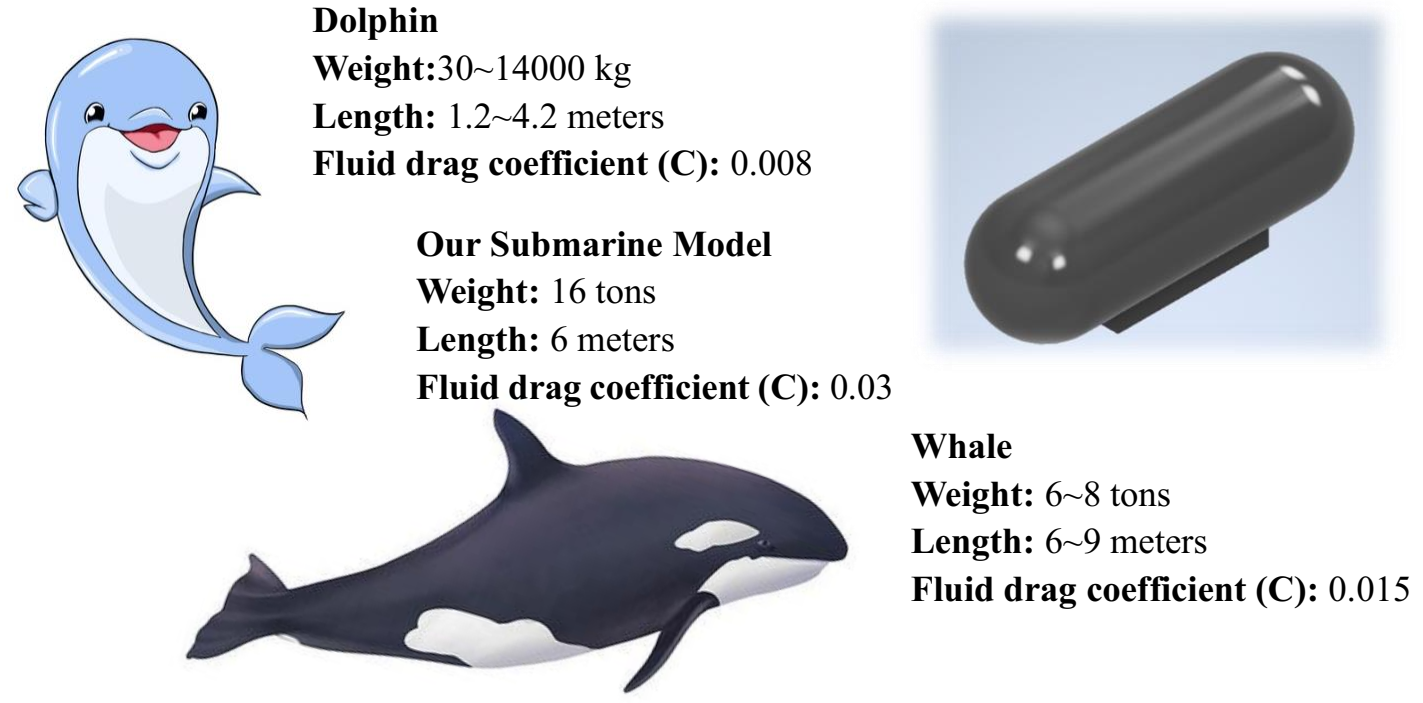 Dolphin
Weight:30~14000 kg
Length: 1.2~4.2 meters
Fluid drag coefficient (C): 0.008
Our Submarine Model
Weight: 16 tons
Length: 6 meters
Fluid drag coefficient (C): 0.03
Whale
Weight: 6~8 tons
Length: 6~9 meters
Fluid drag coefficient (C): 0.015